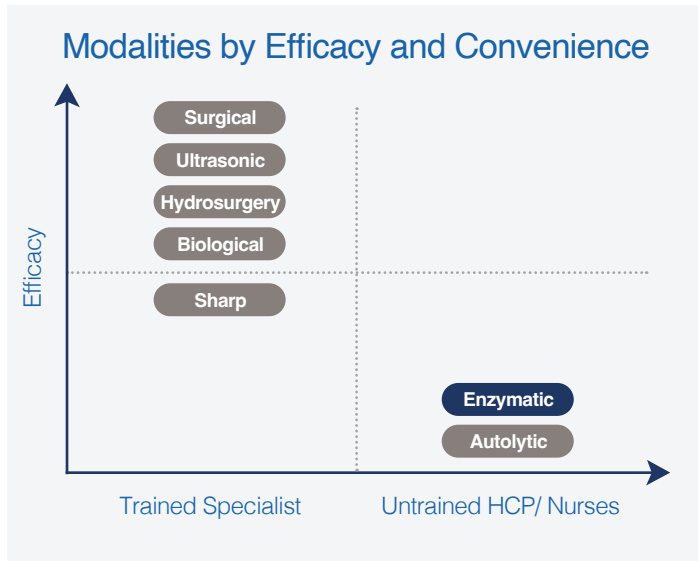 Modalities by Efficacy and Convenience
Surgical
Ultrasonic
Hydrosurgery
Biological
Efficacy
Sharp
Enzymatic
Autolytic
Trained Specialist
Untrained HCP/ Nurses